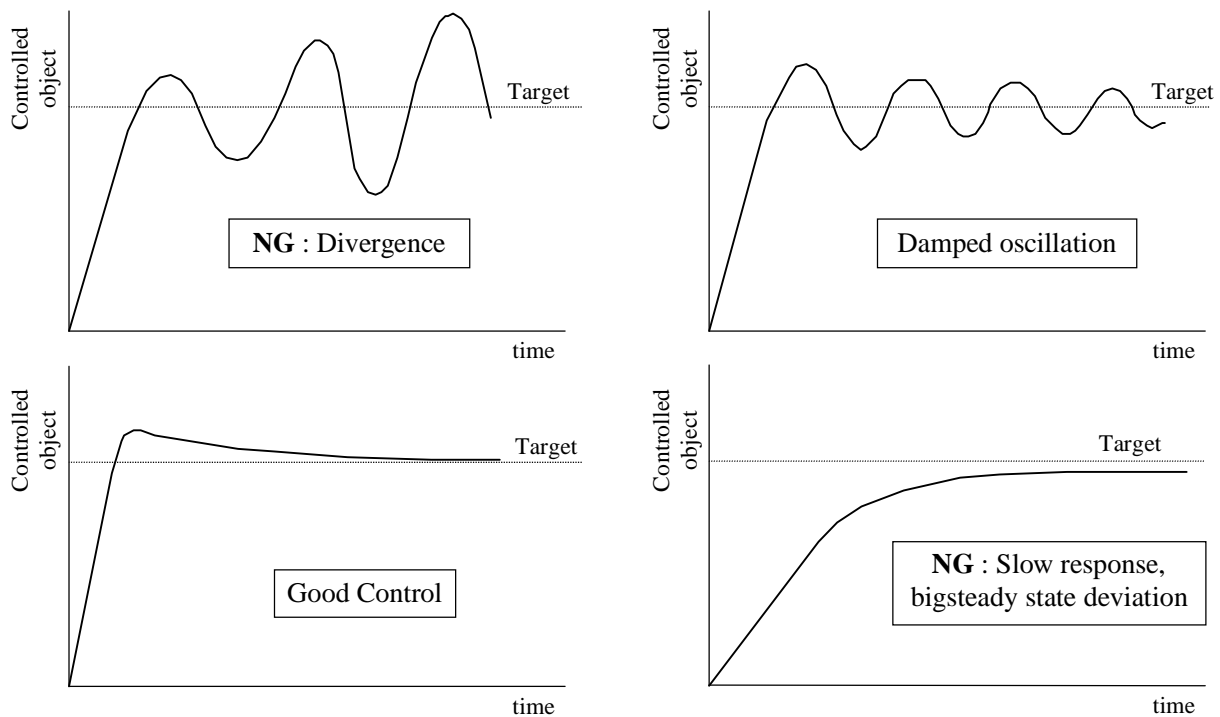 Controlled
object
Target
NG : Divergence
time
Controlled
object
Target
Damped oscillation
time
Controlled
object
Target
Good Control
time
Controlled
object
Target
NG : Slow response,
bigsteady state deviation
time